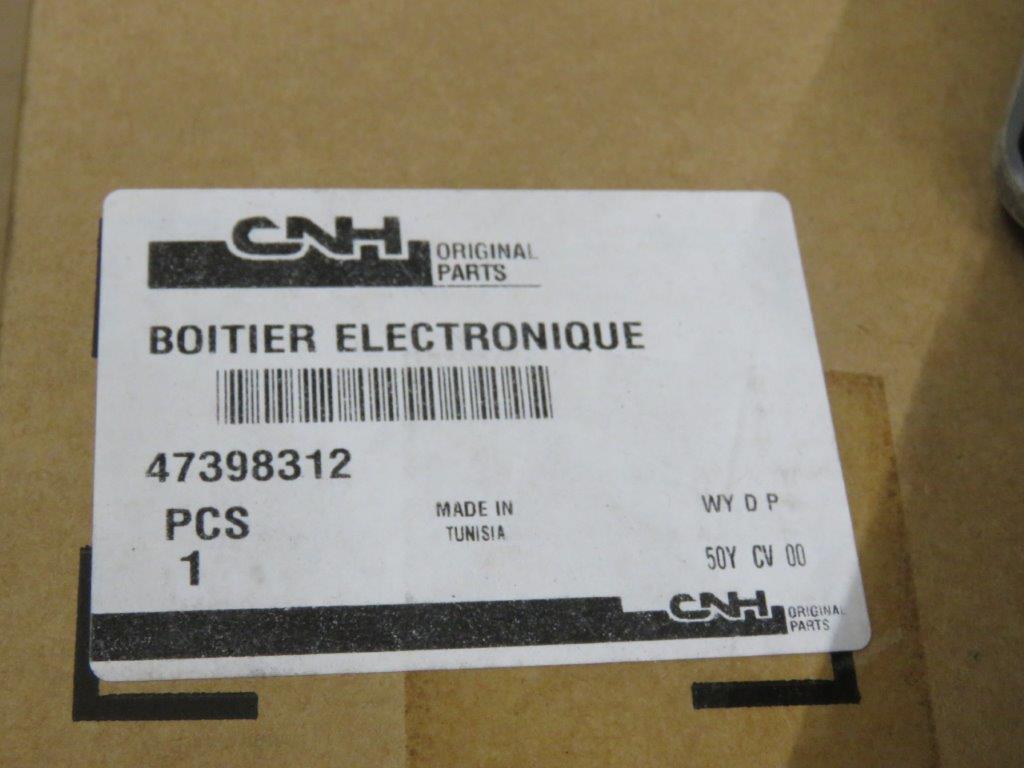 CNH ORIGINAL
PARTS
BOITIER ELECTRONIQUE
47398312
PCS
1
MADE IN
TUNISIA
WY D P
50Y CV 00
CNH ORIGINAL
PARTS